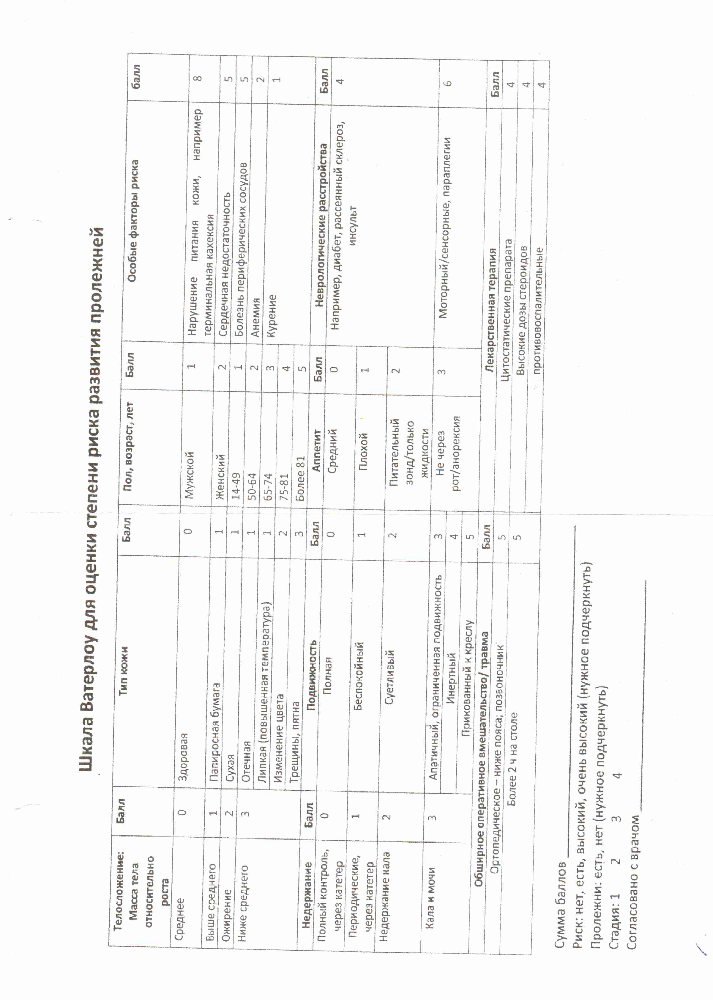 Шкала Ватерлоу для оценки степени риска развития пролежней
Телосложение: Балл Тип кожи Балл Пол, возраст, лет Балл Особые факторы риска балл
Масса тела
относительно
роста
Среднее 0 Здоровая 0 Мужской 1 Нарушение питания кожи, например 8
терминальная кахексия
Выше среднего 1 Папиросная бумага 1 Женский 2 Сердечная недостаточность 5
Ожирение 2 Сухая 1 14-49 1 Болезнь периферических сосудов 5
Ниже среднего 3 Отечная 1 50-64 2 Анемия 2
Липкая (повышенная температура) 1 65-74 3 Курение 1
Изменение цвета 2 75-81 4
Трещины, пятна 3 Более 81 5
Недержание Балл Подвижность Балл Аппетит Балл Неврологические расстройства Балл
Полный контроль, 0 Полная 0 Средний 0 Например, диабет, рассеянный склероз, 4
через катетер инсульт
Периодические, 1 Беспокойный 1 Плохой 1
через катетер
Недержание кала 2 Суетливый 2 Питательный 2
зонд/только
жидкости
Кала и мочи 3 Апатичный, ограниченная подвижность 3 Не через 3 Моторный/сенсорные, параплегии 6
Инертный 4 рот/анорексия
Прикованный к креслу 5
Обширное оперативное вмешательство/ травма Балл Лекарственная терапия Балл
Ортопедическое – ниже пояса; позвоночник 5 Цитостатические препарата 4
Более 2 ч на столе 5 Высокие дозы стероидов 4
противовоспалительные 4
Сумма баллов
Риск: нет, есть, высокий, очень высокий (нужное подчеркнуть)
Пролежни: есть, нет (нужное подчеркнуть)
Стадия: 1 2 3 4
Согласовано с врачом